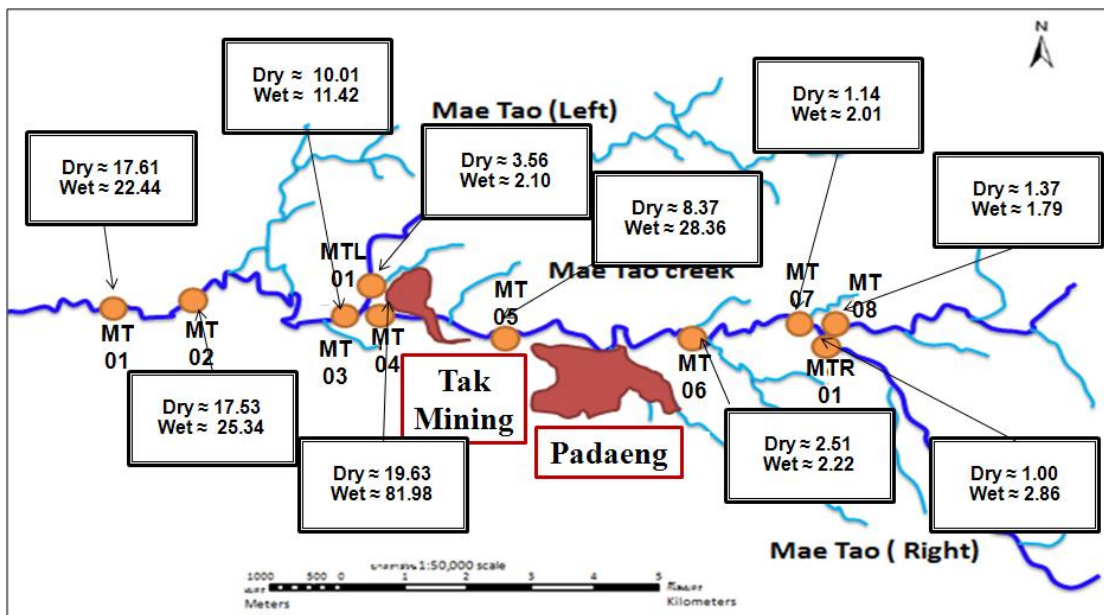 N
Dry ≈ 10.01
Wet ≈ 11.42
Mae Tao (Left)
Dry ≈ 1.14
Wet ≈ 2.01
Dry ≈ 17.61
Wet ≈ 22.44
Dry ≈ 3.56
Wet ≈ 2.10
Dry ≈ 8.37
Wet ≈ 28.36
Dry ≈ 1.37
Wet ≈ 1.79
MTL
01
Mae Tao creek
MT
05
MT
07
MT
08
MT
01
MT
02
MT
03
MT
04
MT
06
MTR
01
Tak
Mining
Padaeng
Dry ≈ 17.53
Wet ≈ 25.34
Dry ≈ 19.63
Wet ≈ 81.98
Dry ≈ 2.51
Wet ≈ 2.22
Dry ≈ 1.00
Wet ≈ 2.86
Mae Tao ( Right)
1:50,000 scale
1000 500 0 1 2 3 4 5
Meters
Kilometers